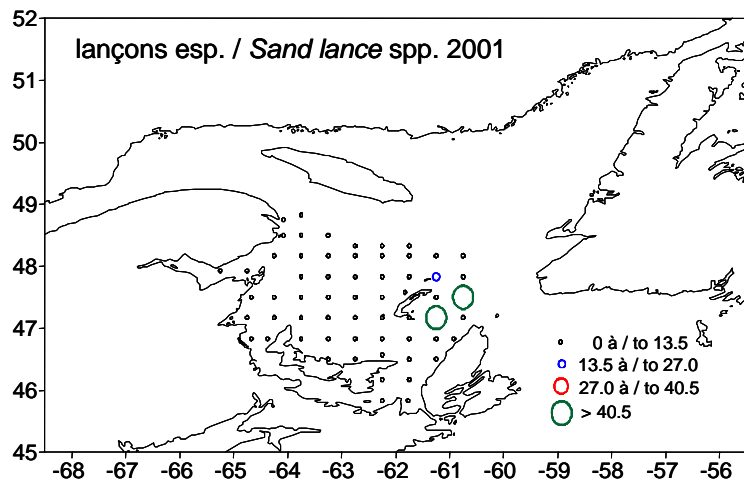 lançons esp. / Sand lance spp. 2001
52
51
50
49
48
47
46
45
0 à / to 13.5
13.5 à / to 27.0
27.0 à / to 40.5
> 40.5
-68 -67 -66 -65 -64 -63 -62 -61 -60 -59 -58 -57 -56